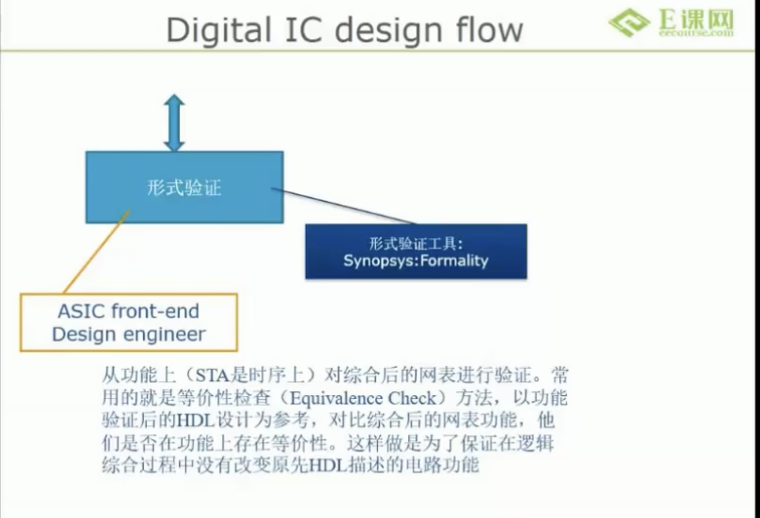 Digital IC design flow
E课网
eecourse.com
形式验证
形式验证工具:
Synopsys:Formality
ASIC front-end
Design engineer
从功能上（STA是时序上）对综合后的网表进行验证。常
用的就是等价性检查（Equivalence Check）方法，以功能
验证后的HDL设计为参考，对比综合后的网表功能，他
们是否在功能上存在等价性。这样做是为了保证在逻辑
综合过程中没有改变原先HDL描述的电路功能